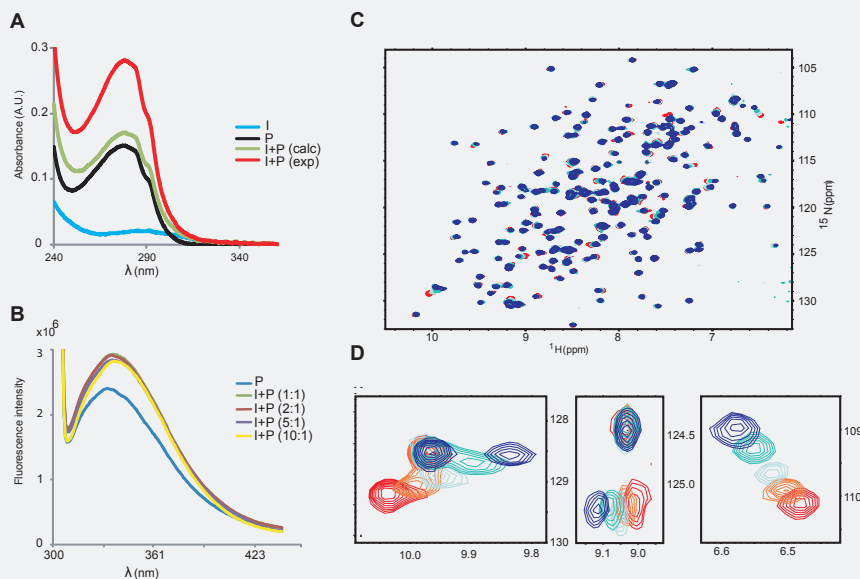 A
0.3
0.2
0.1
0
Absorbance (A.U.)
240
290
340
λ (nm)
I
P
I+P (calc)
I+P (exp)
B
x10⁶
3
2
1
0
Fluorescence intensity
300
361
423
λ (nm)
P
I+P (1:1)
I+P (2:1)
I+P (5:1)
I+P (10:1)
C
105
110
115
120
125
130
15 N(ppm)
10
9
8
7
¹H(ppm)
D
128
129
130
10.0
9.9
9.8
124.5
125.0
9.1
9.0
109
110
6.6
6.5